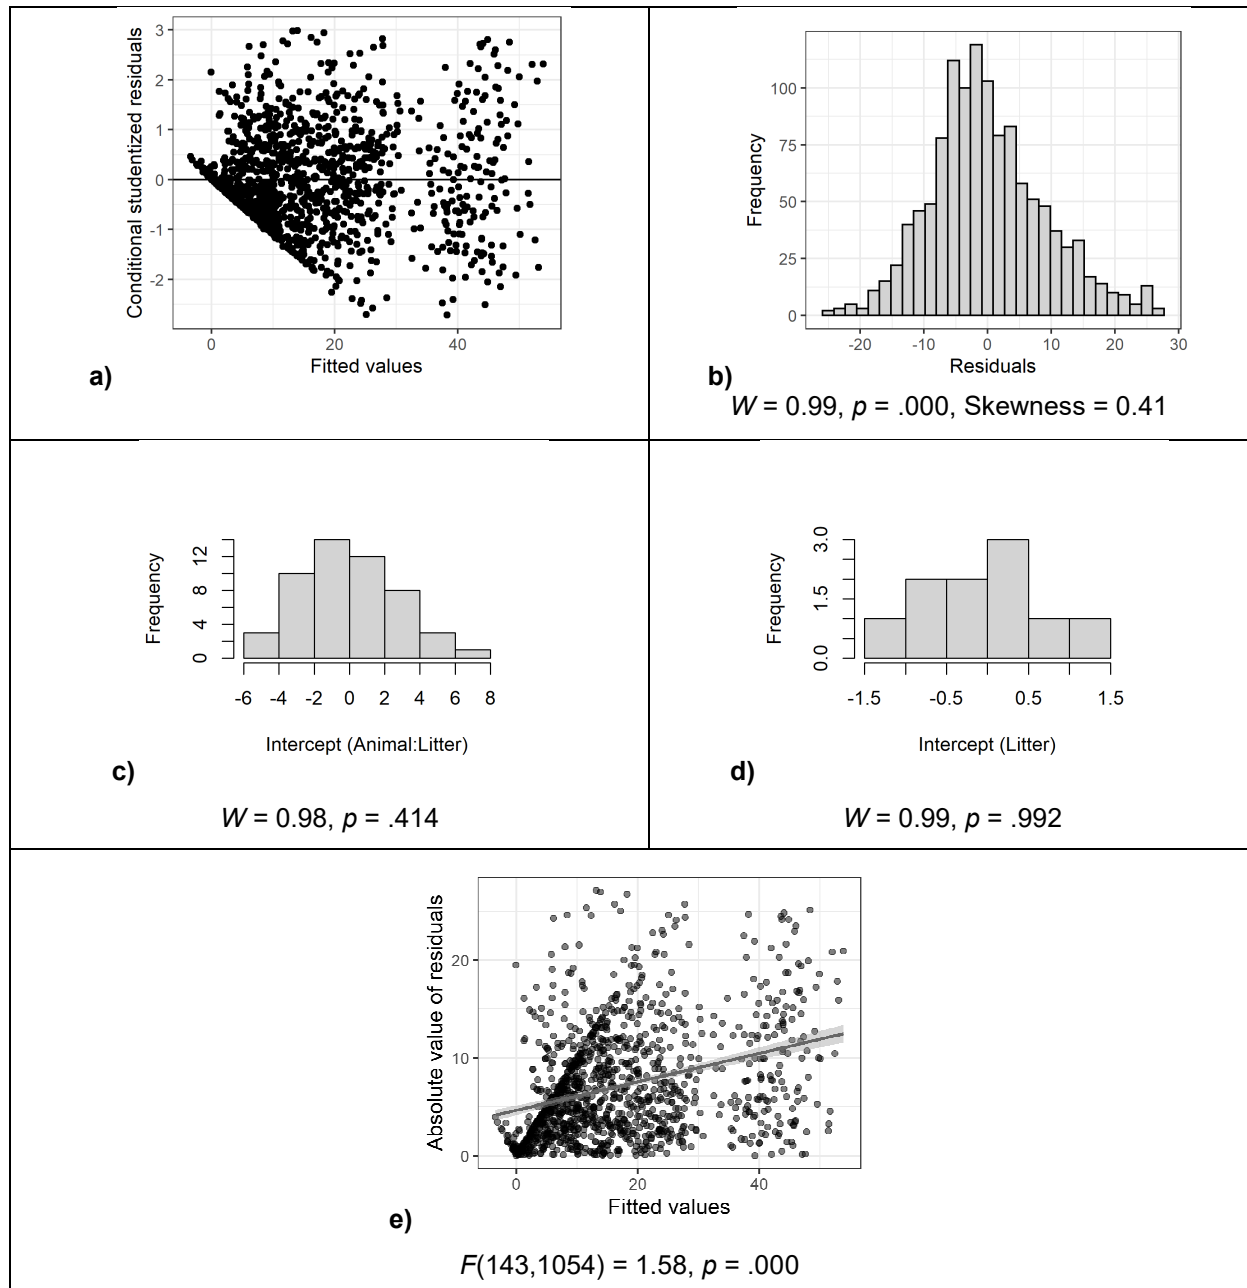 3
2
1
0
-1
-2
Conditional studentized residuals
0 20 40
Fitted values
a)
100
75
50
25
0
Frequency
-20 -10 0 10 20 30
Residuals
b)
W = 0.99, p = .000, Skewness = 0.41
12
8
4
0
Frequency
-6 -4 -2 0 2 4 6 8
Intercept (Animal:Litter)
c)
W = 0.98, p = .414
3.0
1.5
0.0
Frequency
-1.5 -0.5 0.5 1.5
Intercept (Litter)
d)
W = 0.99, p = .992
20
10
0
Absolute value of residuals
0 20 40
Fitted values
e)
F(143,1054) = 1.58, p = .000